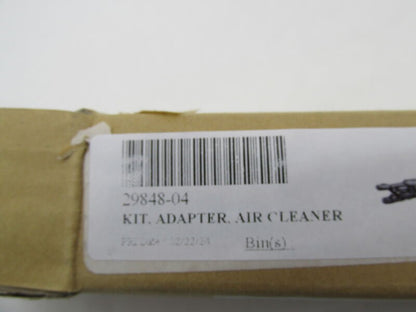 29848-04
KIT, ADAPTER, AIR CLEANER
Bin(s)